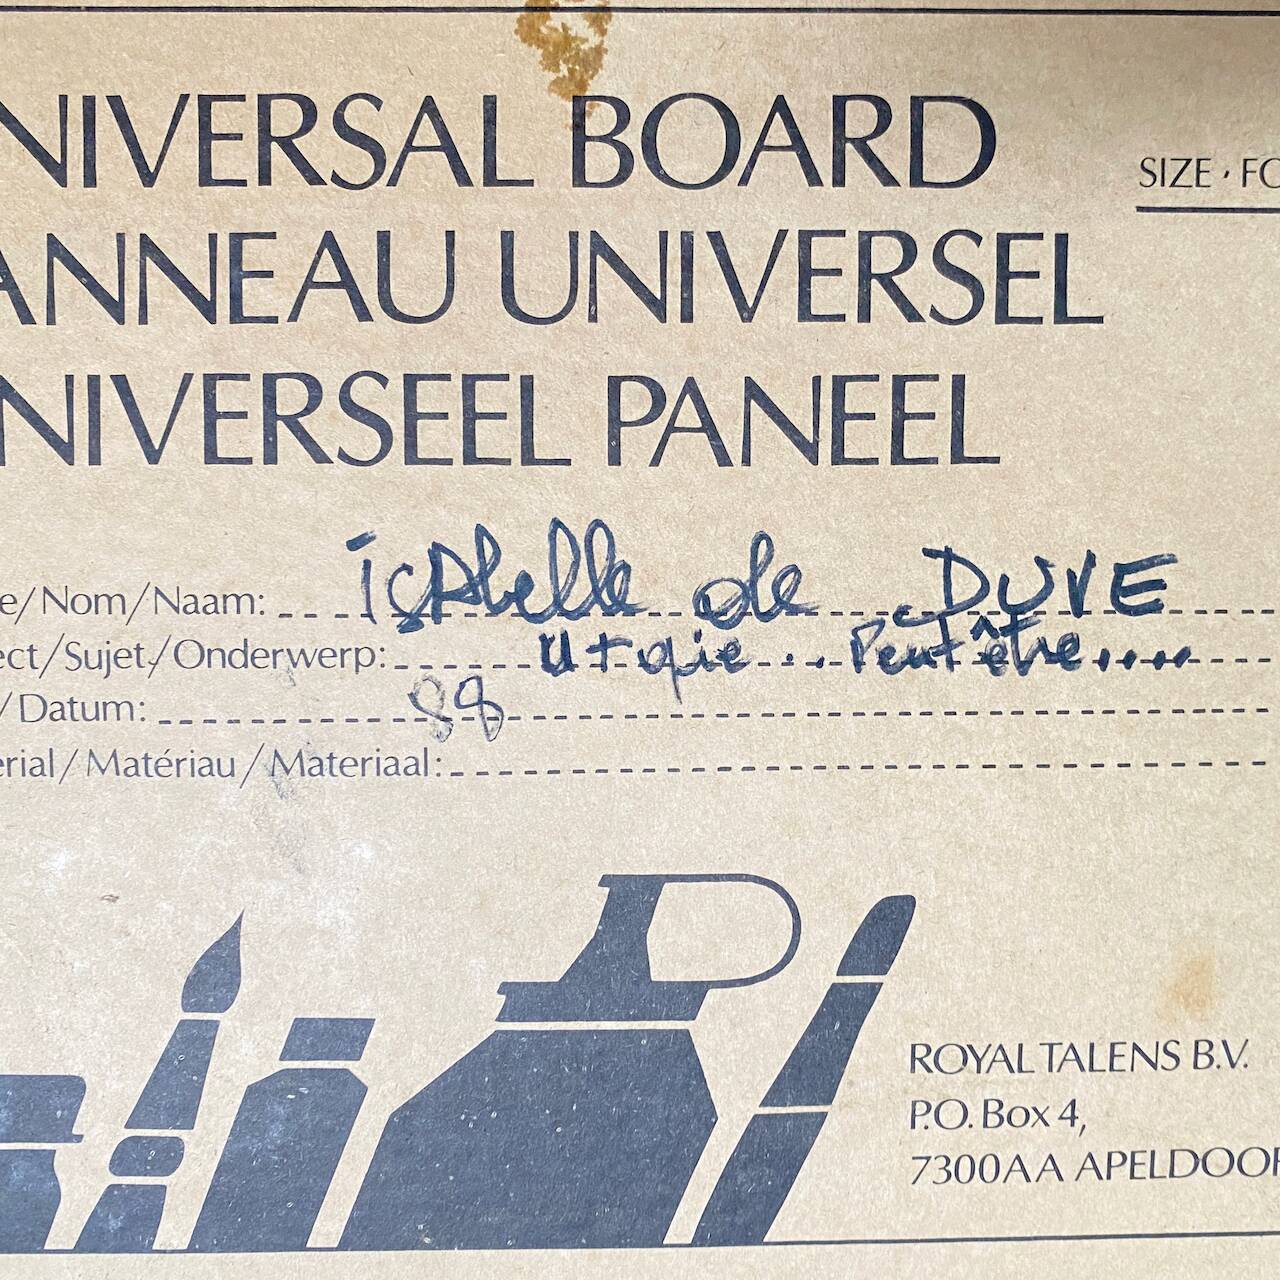 NIVERSAL BOARD
SIZE · FO
ANNEAU UNIVERSEL
NIVERSEEL PANEEL
e/Nom/Naam: isAbelle de DUVE
ect/Sujet/Onderwerp: utopie... Peut être.....
/Datum: 88
erial/Matériau/Materiaal:
ROYAL TALENS B.V.
P.O. Box 4,
7300AA APELDOOR